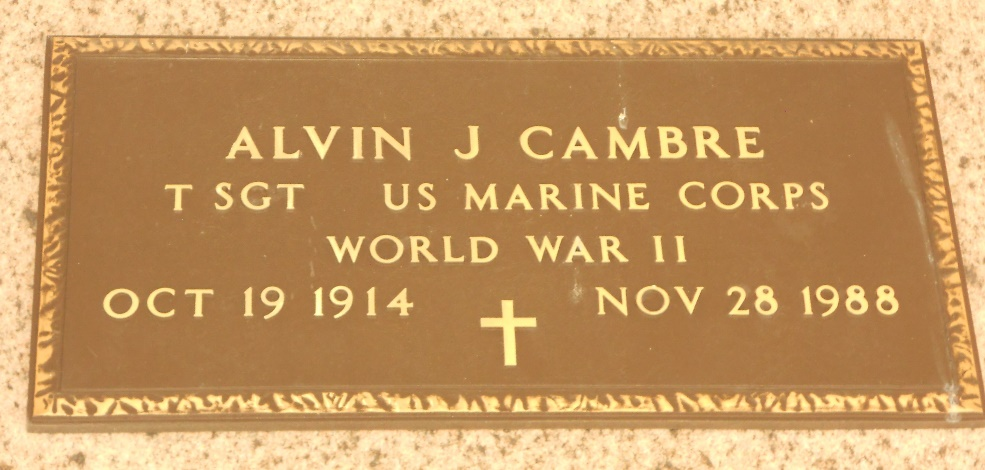 ALVIN J CAMBRE
T SGT US MARINE CORPS
WORLD WAR II
OCT 19 1914 NOV 28 1988